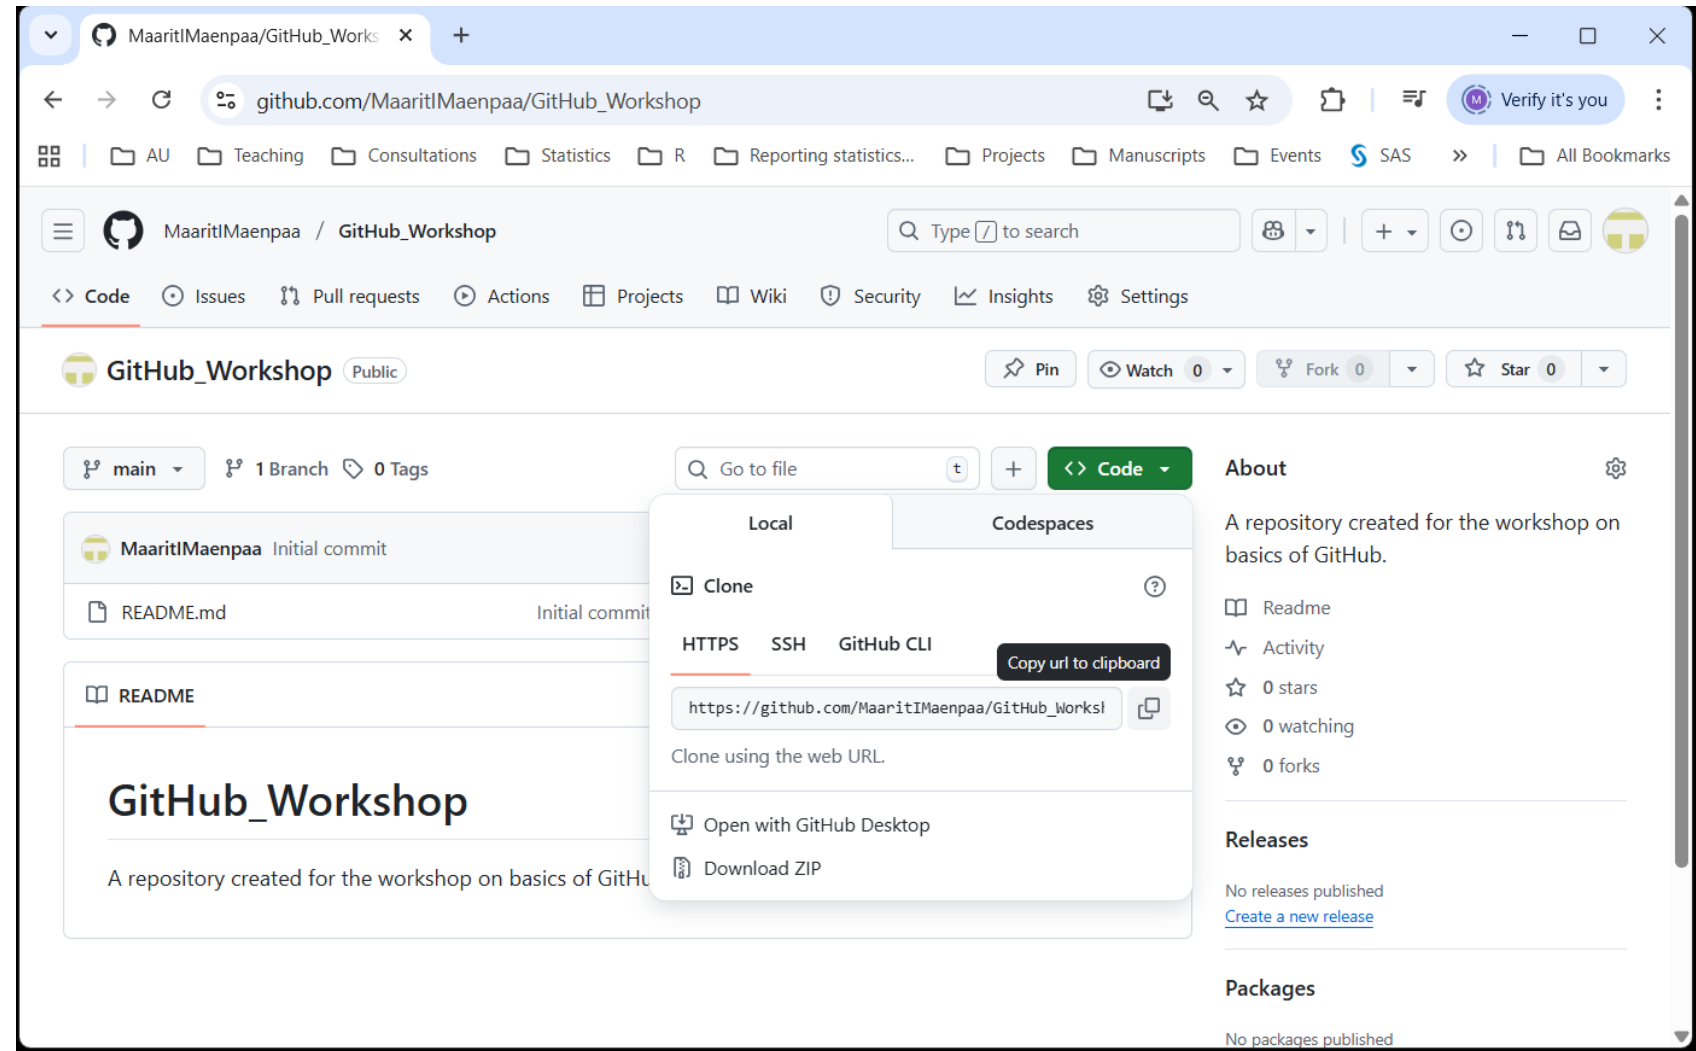 MaaritIMaenpaa/GitHub_Works
github.com/MaaritIMaenpaa/GitHub_Workshop
Verify it's you
AU Teaching Consultations Statistics R Reporting statistics... Projects Manuscripts Events SAS All Bookmarks
MaaritIMaenpaa / GitHub_Workshop
Type / to search
Code Issues Pull requests Actions Projects Wiki Security Insights Settings
GitHub_Workshop Public
Pin Watch 0 Fork 0 Star 0
main 1 Branch 0 Tags
Go to file t
+ <> Code
MaaritIMaenpaa Initial commit
README.md Initial commit
README
GitHub_Workshop
A repository created for the workshop on basics of GitHu
Local Codespaces
Clone
HTTPS SSH GitHub CLI
Copy url to clipboard
https://github.com/MaaritIMaenpaa/GitHub_Worksh
Clone using the web URL.
Open with GitHub Desktop
Download ZIP
About
A repository created for the workshop on
basics of GitHub.
Readme
Activity
0 stars
0 watching
0 forks
Releases
No releases published
Create a new release
Packages
No packages published